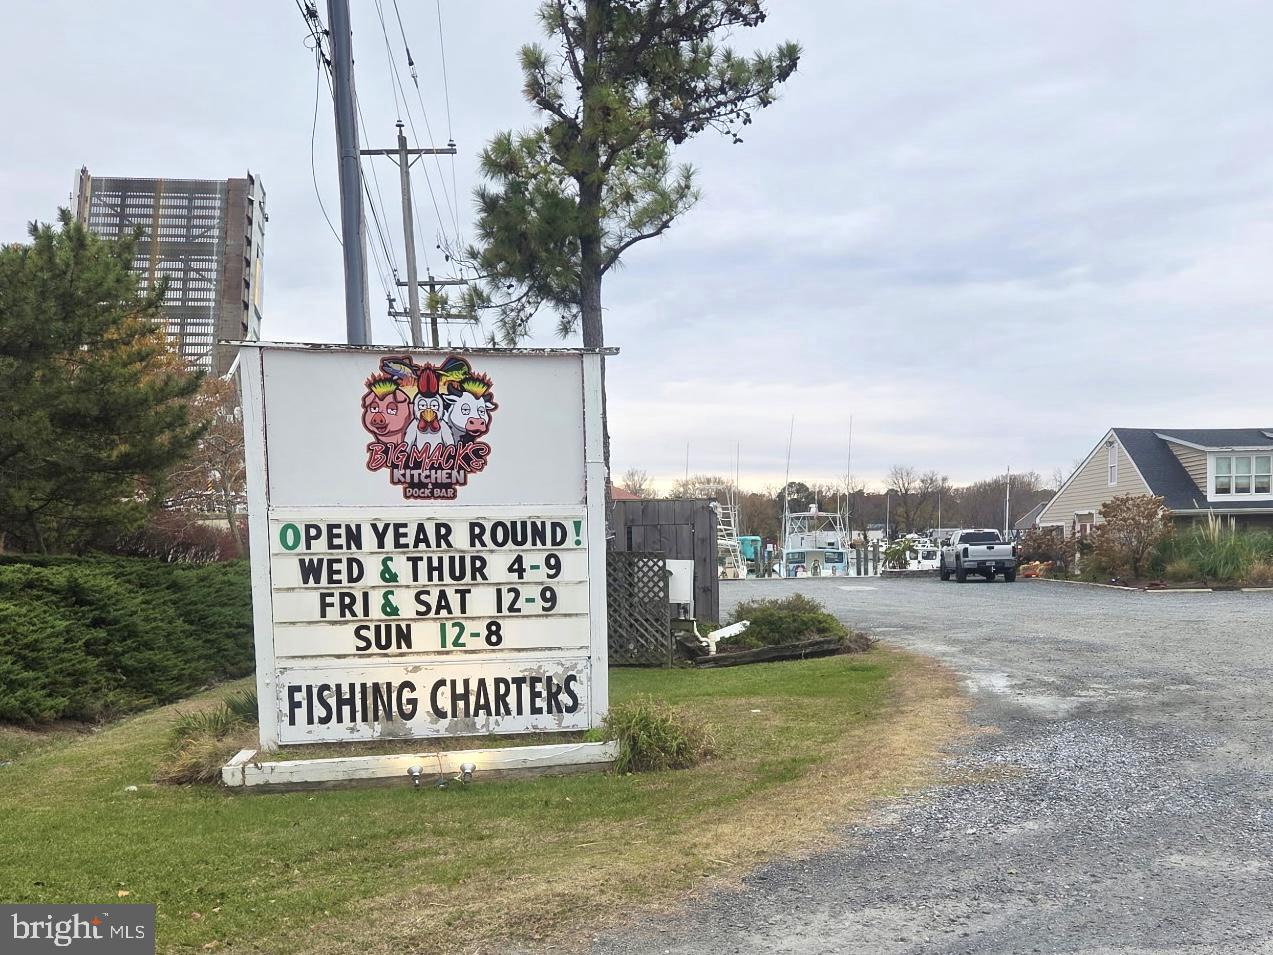 BIG MACKS
KITCHEN
& DOCK BAR
OPEN YEAR ROUND!
WED & THUR 4-9
FRI & SAT 12-9
SUN 12-8
FISHING CHARTERS
bright™ MLS